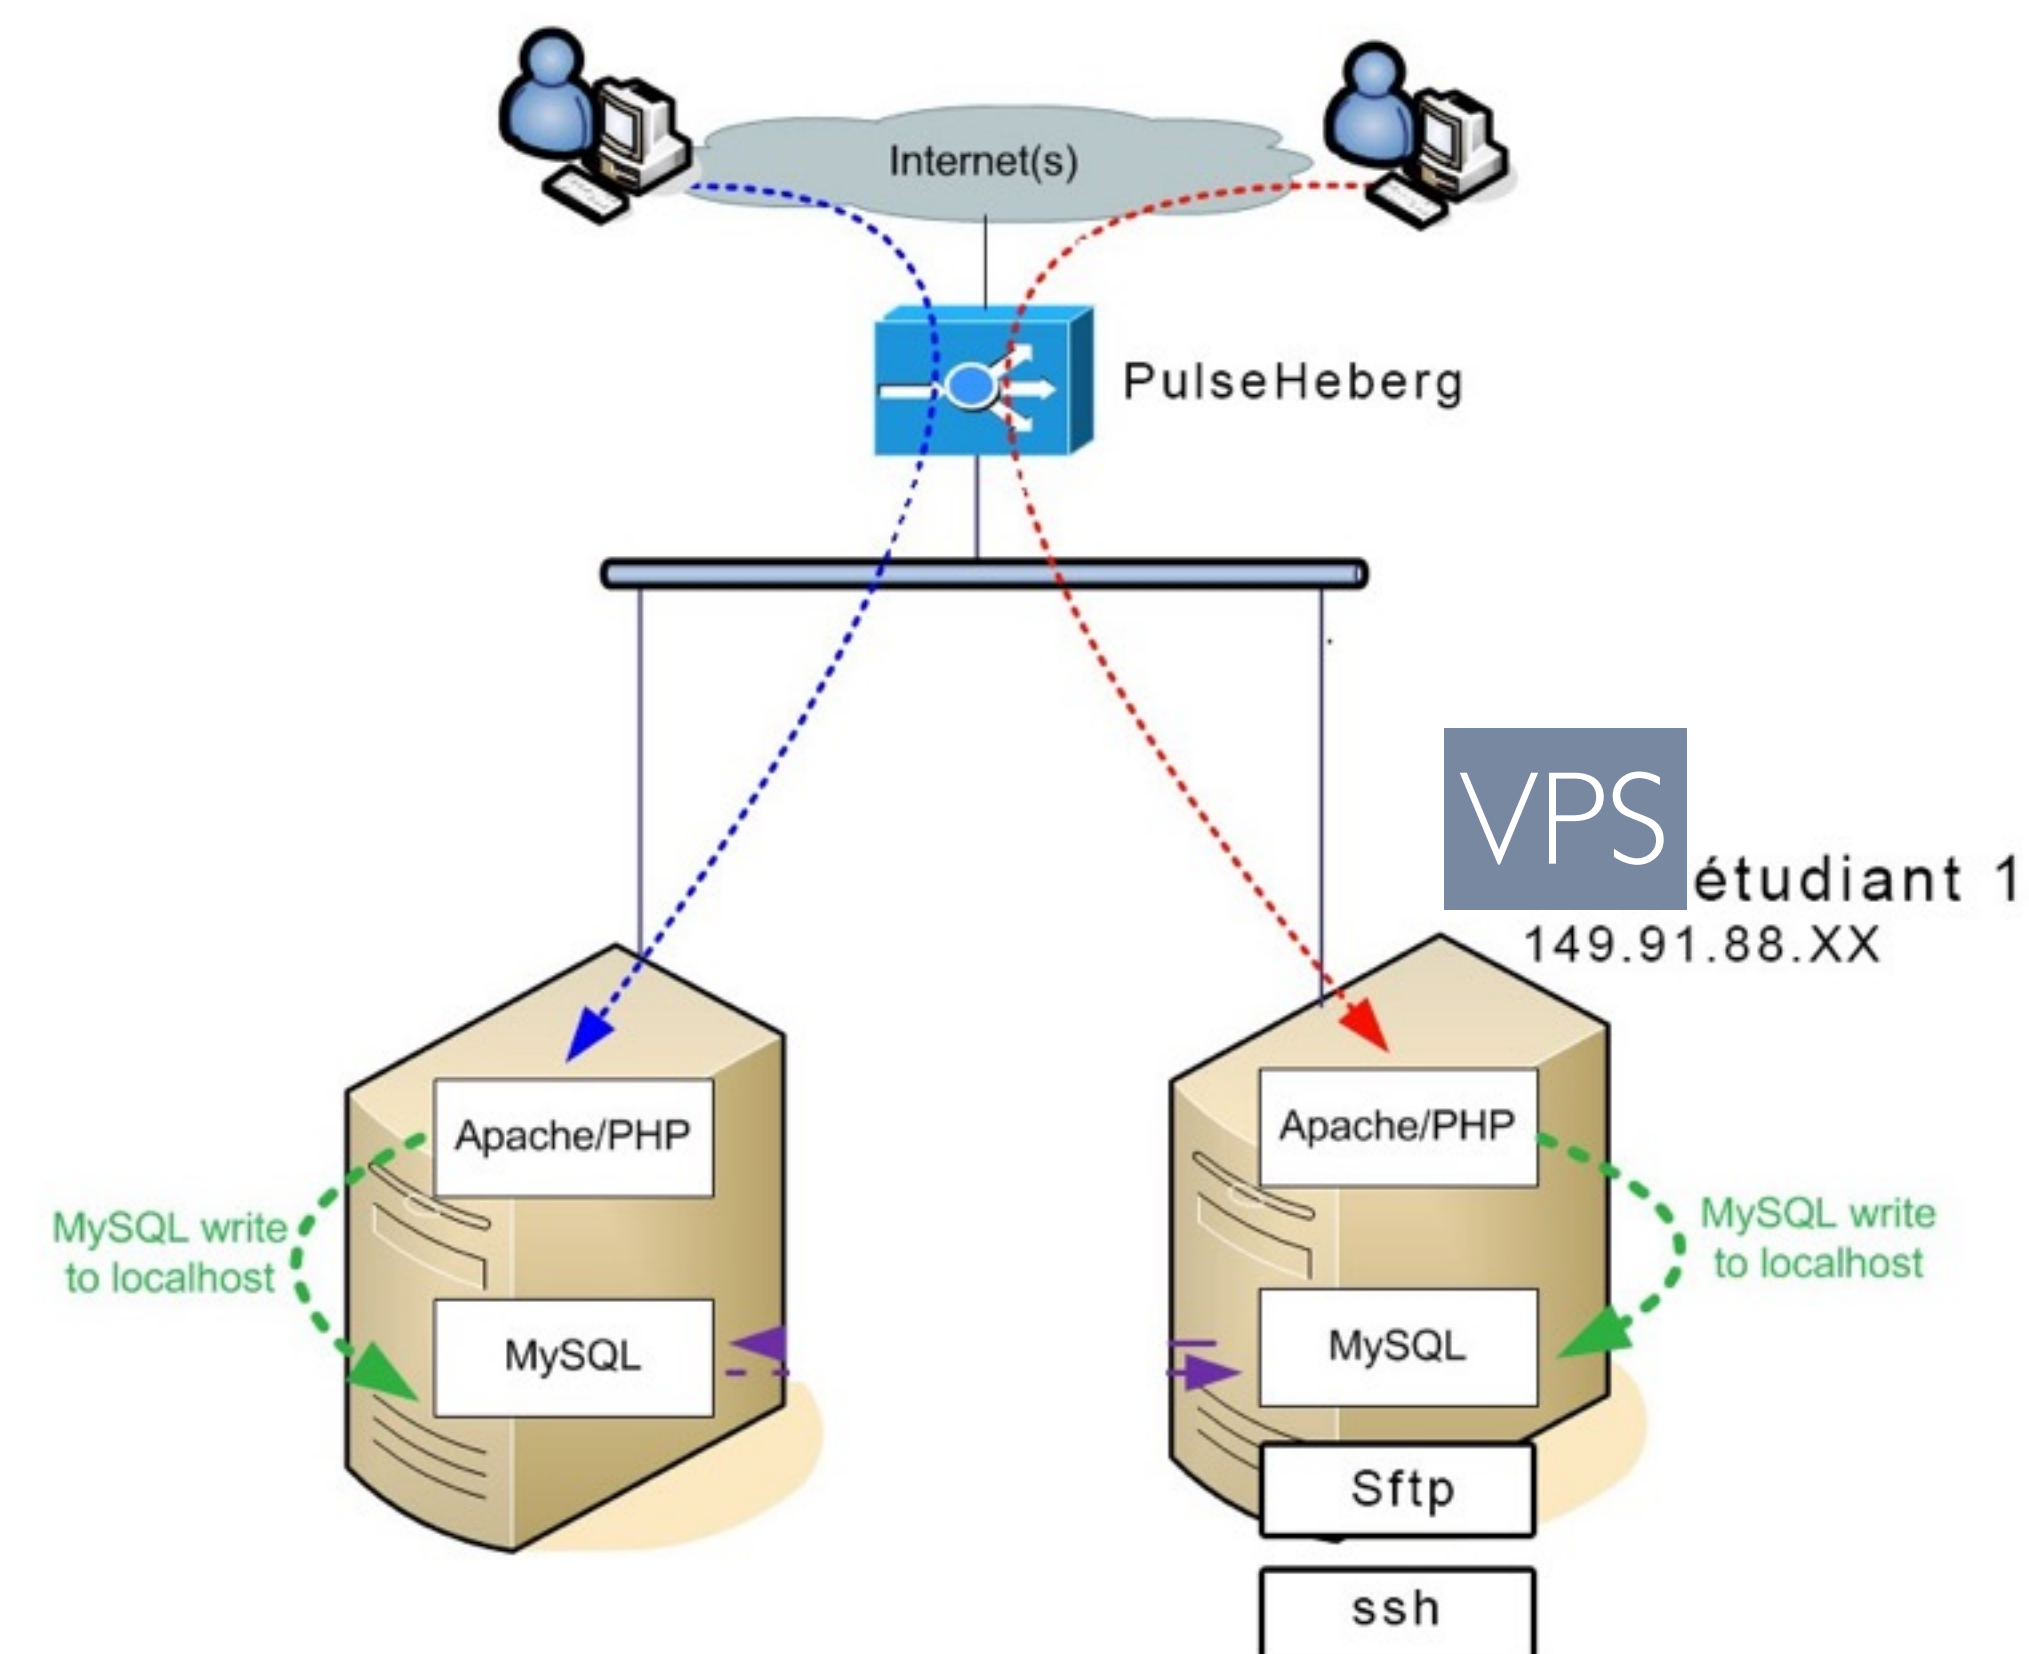 Internet(s)
PulseHeberg
VPS
étudiant 1
149.91.88.XX
Apache/PHP
MySQL write
to localhost
MySQL
Apache/PHP
MySQL write
to localhost
MySQL
Sftp
ssh